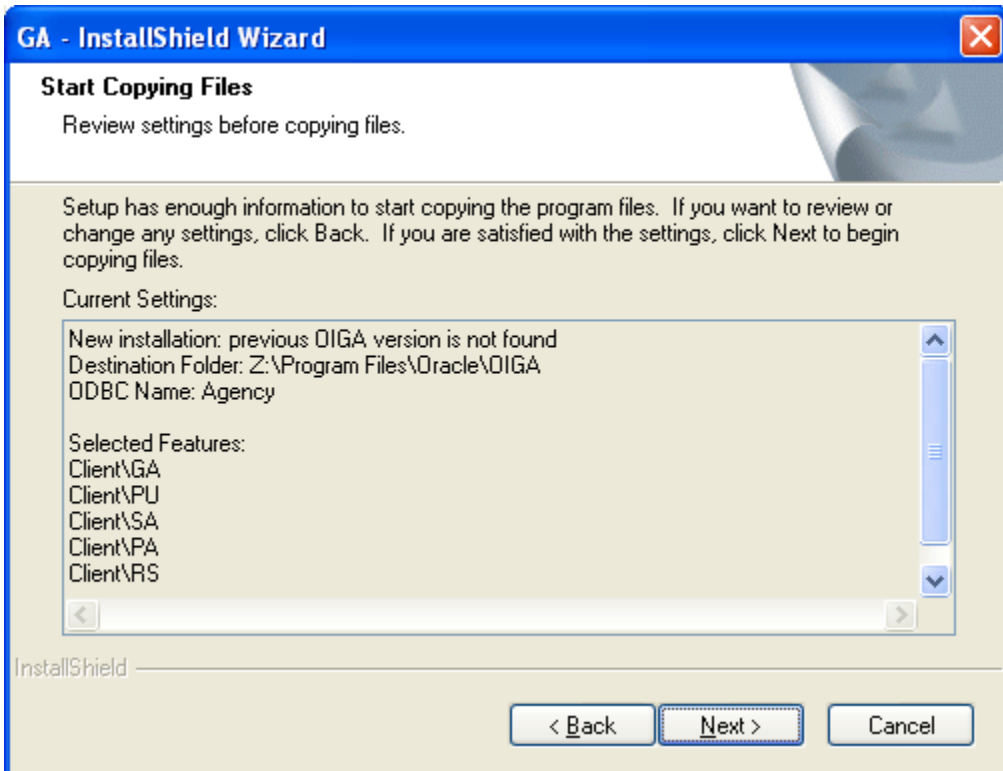 GA - InstallShield Wizard
Start Copying Files
Review settings before copying files.
Setup has enough information to start copying the program files.  If you want to review or
change any settings, click Back.  If you are satisfied with the settings, click Next to begin
copying files.
Current Settings:
New installation: previous OIGA version is not found
Destination Folder: Z:\Program Files\Oracle\OIGA
ODBC Name: Agency
Selected Features:
Client\GA
Client\PU
Client\SA
Client\PA
Client\RS
InstallShield
< Back
Next >
Cancel